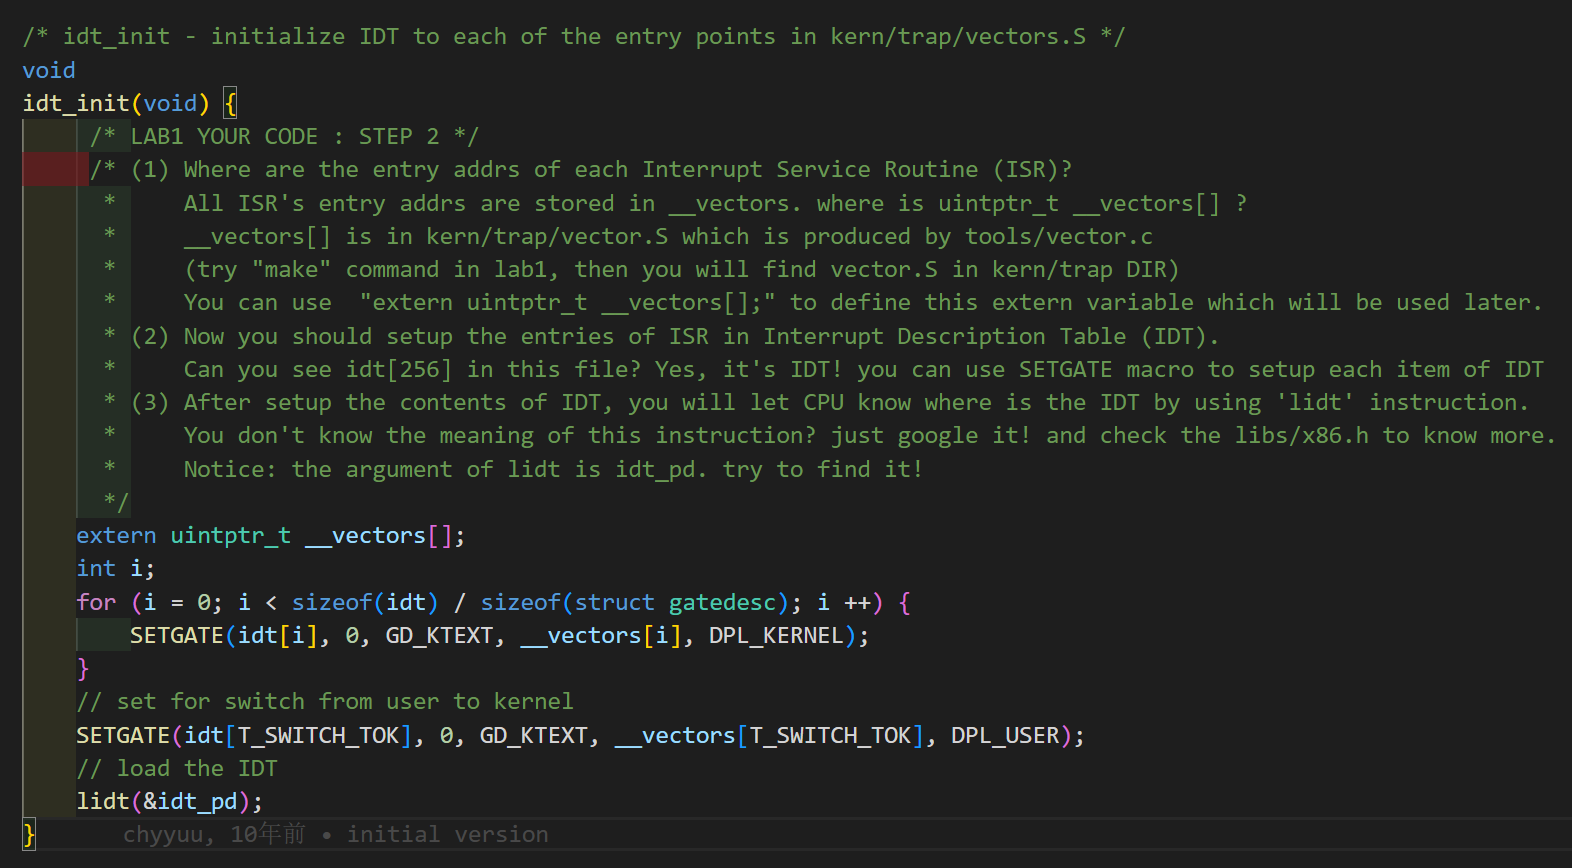 /* idt_init - initialize IDT to each of the entry points in kern/trap/vectors.S */
void
idt_init(void) {
/* LAB1 YOUR CODE : STEP 2 */
/* (1) Where are the entry addrs of each Interrupt Service Routine (ISR)?
*     All ISR's entry addrs are stored in __vectors. where is uintptr_t __vectors[] ?
*     __vectors[] is in kern/trap/vector.S which is produced by tools/vector.c
*     (try "make" command in lab1, then you will find vector.S in kern/trap DIR)
*     You can use  "extern uintptr_t __vectors[];" to define this extern variable which will be used later.
* (2) Now you should setup the entries of ISR in Interrupt Description Table (IDT).
*     Can you see idt[256] in this file? Yes, it's IDT! you can use SETGATE macro to setup each item of IDT
* (3) After setup the contents of IDT, you will let CPU know where is the IDT by using 'lidt' instruction.
*     You don't know the meaning of this instruction? just google it! and check the libs/x86.h to know more.
*     Notice: the argument of lidt is idt_pd. try to find it!
*/
extern uintptr_t __vectors[];
int i;
for (i = 0; i < sizeof(idt) / sizeof(struct gatedesc); i ++) {
SETGATE(idt[i], 0, GD_KTEXT, __vectors[i], DPL_KERNEL);
}
// set for switch from user to kernel
SETGATE(idt[T_SWITCH_TOK], 0, GD_KTEXT, __vectors[T_SWITCH_TOK], DPL_USER);
// load the IDT
lidt(&idt_pd);
} chyyuu, 10年前 • initial version